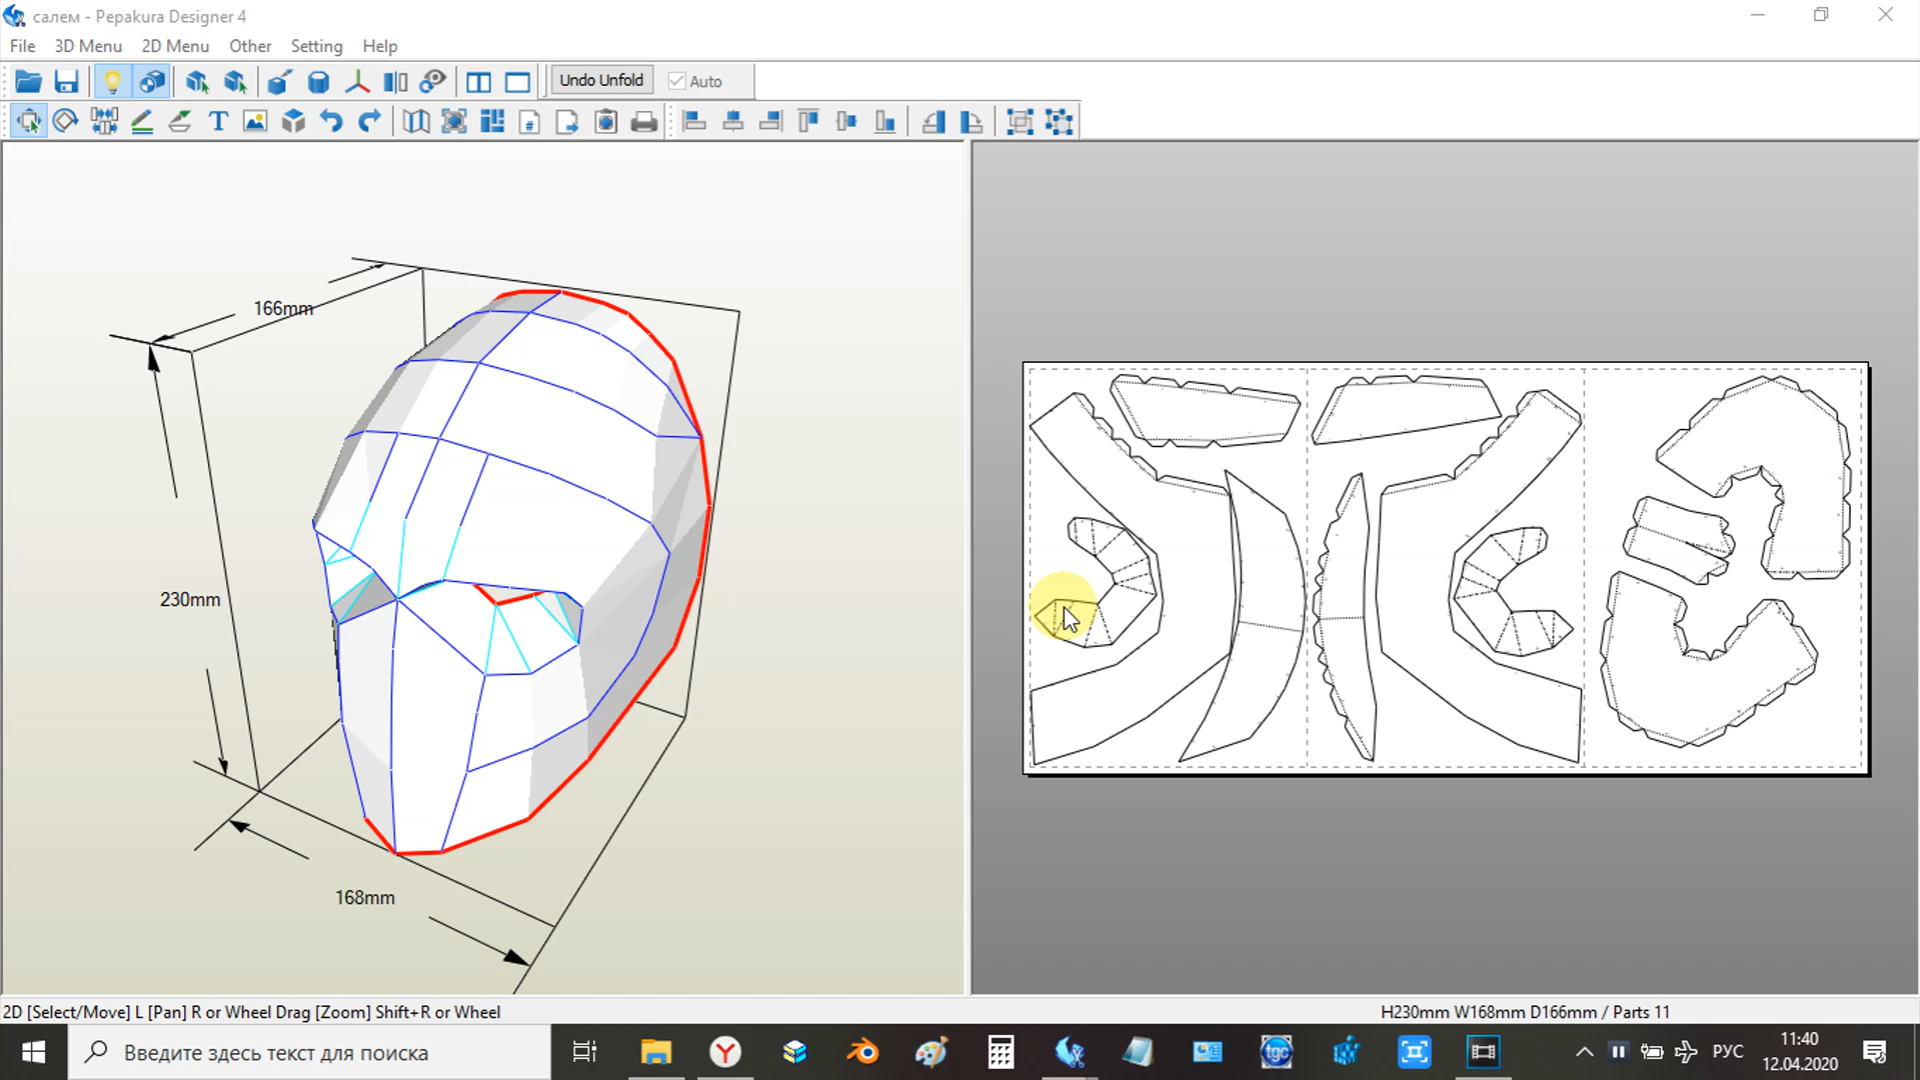 салем - Pepakura Designer 4
File 3D Menu 2D Menu Other Setting Help
Undo Unfold Auto
T #
166mm
230mm
168mm
2D [Select/Move] L [Pan] R or Wheel Drag [Zoom] Shift+R or Wheel
H230mm W168mm D166mm / Parts 11
Введите здесь текст для поиска
Y
tgc
РУС
11:40
12.04.2020